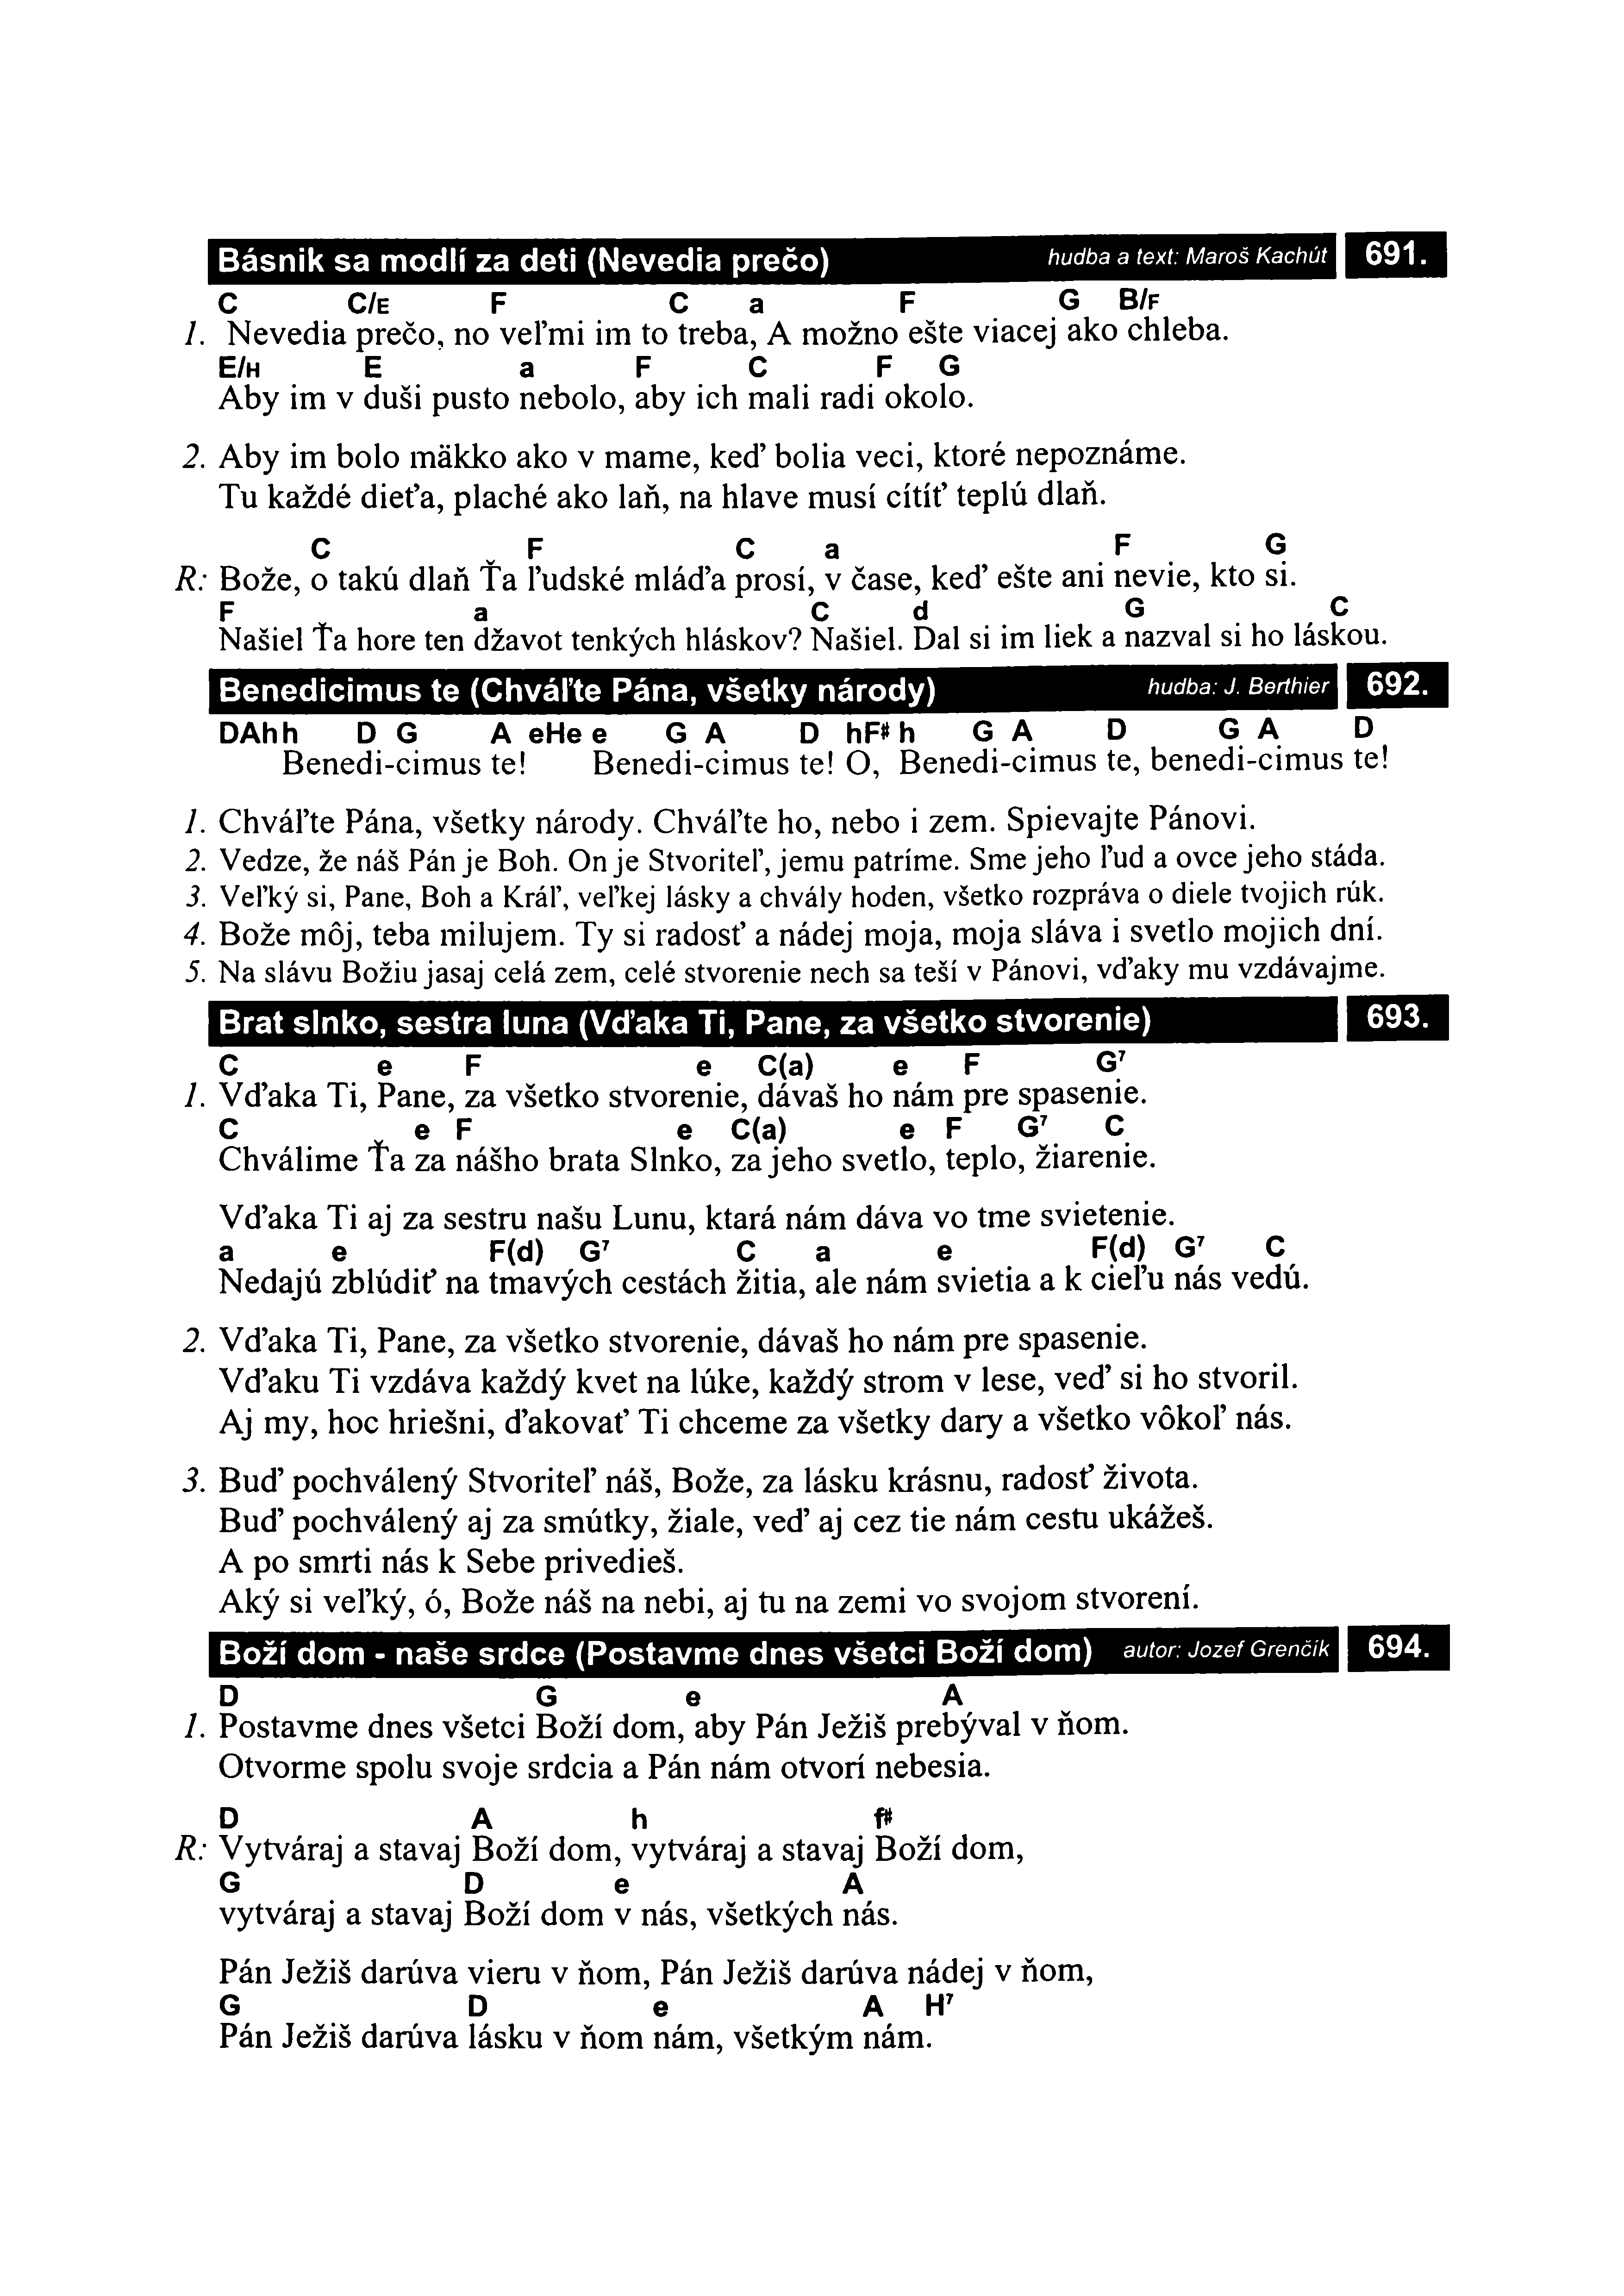 Básnik sa modlí za deti (Nevedia prečo) hudba a text: Maroš Kachút 691.
C C/E F C a F G B/F
1. Nevedia prečo, no veľmi im to treba, A možno ešte viacej ako chleba.
E/H E a F C F G
Aby im v duši pusto nebolo, aby ich mali radi okolo.
2. Aby im bolo mäkko ako v mame, keď bolia veci, ktoré nepoznáme.
Tu každé dieťa, plaché ako laň, na hlave musí cítíť teplú dlaň.
C F C a F G
R: Bože, o takú dlaň Ťa ľudské mláďa prosí, v čase, keď ešte ani nevie, kto si.
F a C d G C
Našiel Ťa hore ten džavot tenkých hláskov? Našiel. Dal si im liek a nazval si ho láskou.
Benedicimus te (Chváľte Pána, všetky národy) hudba: J. Berthier 692.
DAhh D G A eHe e G A D hF# h G A D G A D
Benedi-cimus te! Benedi-cimus te! O, Benedi-cimus te, benedi-cimus te!
1. Chváľte Pána, všetky národy. Chváľte ho, nebo i zem. Spievajte Pánovi.
2. Vedze, že náš Pán je Boh. On je Stvoriteľ, jemu patríme. Sme jeho ľud a ovce jeho stáda.
3. Veľký si, Pane, Boh a Kráľ, veľkej lásky a chvály hoden, všetko rozpráva o diele tvojich rúk.
4. Bože môj, teba milujem. Ty si radosť a nádej moja, moja sláva i svetlo mojich dní.
5. Na slávu Božiu jasaj celá zem, celé stvorenie nech sa teší v Pánovi, vďaky mu vzdávajme.
Brat slnko, sestra luna (Vďaka Ti, Pane, za všetko stvorenie) 693.
C e F e C(a) e F G7
1. Vďaka Ti, Pane, za všetko stvorenie, dávaš ho nám pre spasenie.
C e F e C(a) e F G7 C
Chválime Ťa za nášho brata Slnko, za jeho svetlo, teplo, žiarenie.
Vďaka Ti aj za sestru našu Lunu, ktará nám dáva vo tme svietenie.
a e F(d) G7 C a e F(d) G7 C
Nedajú zblúdiť na tmavých cestách žitia, ale nám svietia a k cieľu nás vedú.
2. Vďaka Ti, Pane, za všetko stvorenie, dávaš ho nám pre spasenie.
Vďaku Ti vzdáva každý kvet na lúke, každý strom v lese, veď si ho stvoril.
Aj my, hoc hriešni, ďakovať Ti chceme za všetky dary a všetko vôkoľ nás.
3. Buď pochválený Stvoriteľ náš, Bože, za lásku krásnu, radosť života.
Buď pochválený aj za smútky, žiale, veď aj cez tie nám cestu ukážeš.
A po smrti nás k Sebe privedieš.
Aký si veľký, ó, Bože náš na nebi, aj tu na zemi vo svojom stvorení.
Boží dom - naše srdce (Postavme dnes všetci Boží dom) autor: Jozef Grenčík 694.
D G e A
1. Postavme dnes všetci Boží dom, aby Pán Ježiš prebýval v ňom.
Otvorme spolu svoje srdcia a Pán nám otvorí nebesia.
D A h f#
R: Vytváraj a stavaj Boží dom, vytváraj a stavaj Boží dom,
G D e A
vytváraj a stavaj Boží dom v nás, všetkých nás.
Pán Ježiš darúva vieru v ňom, Pán Ježiš darúva nádej v ňom,
G D e A H7
Pán Ježiš darúva lásku v ňom nám, všetkým nám.